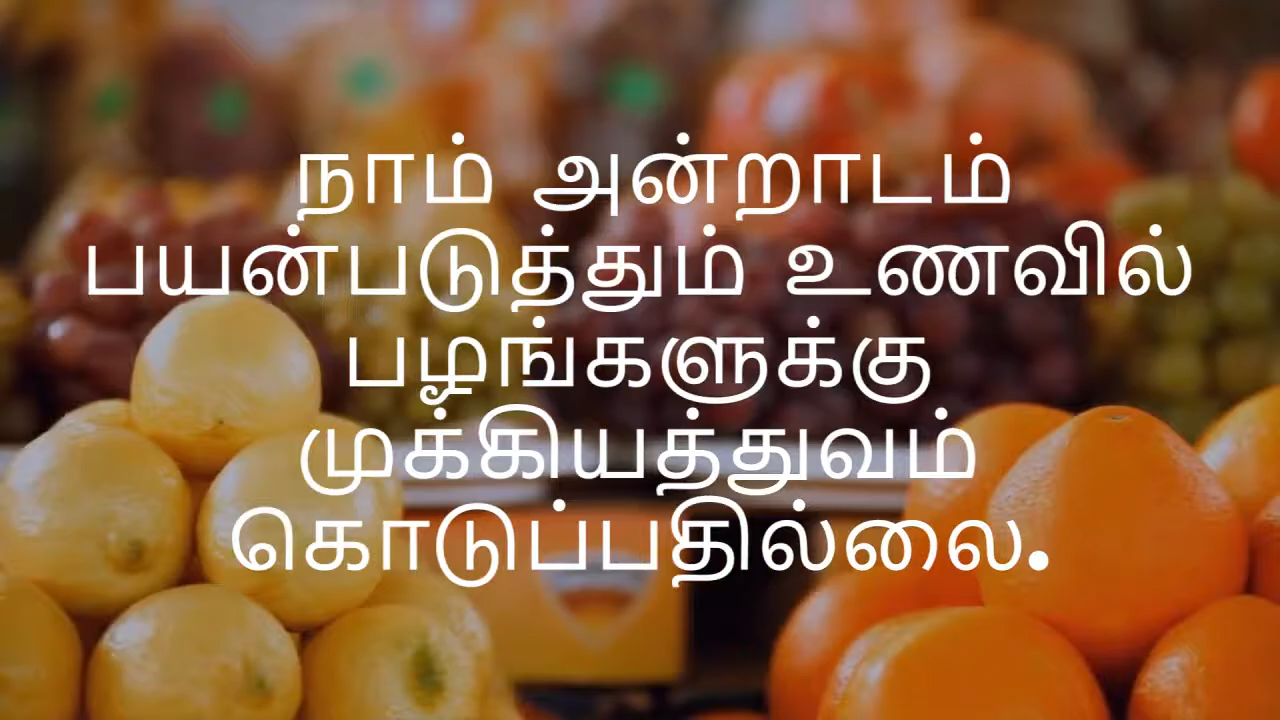 நாம் அன்றாடம்
பயன்படுத்தும் உணவில்
பழங்களுக்கு
முக்கியத்துவம்
கொடுப்பதில்லை.